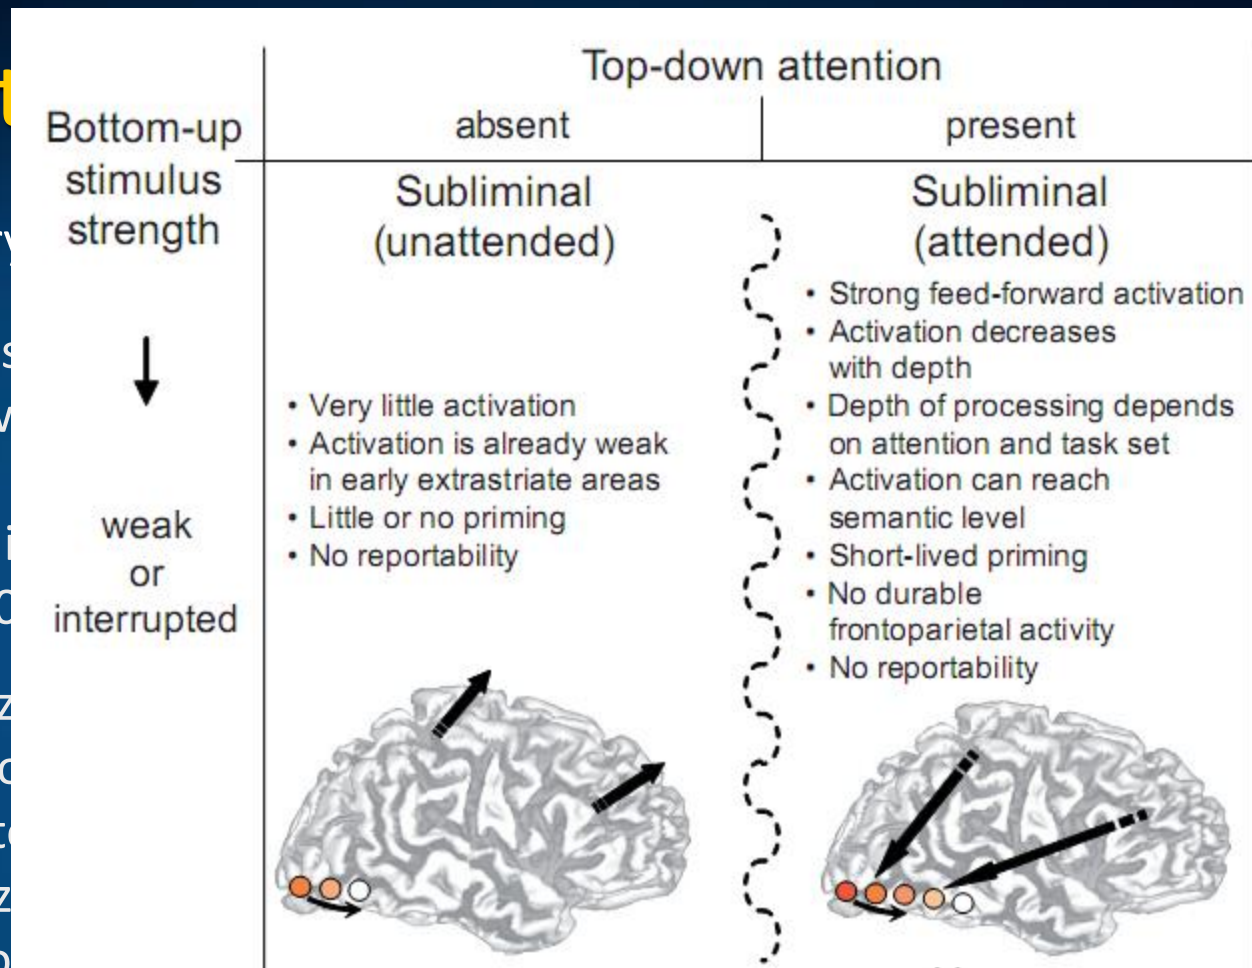 Top-down attention
Bottom-up
stimulus
strength
absent
present
Subliminal
(unattended)
Subliminal
(attended)
weak
or
interrupted
• Very little activation
• Activation is already weak
in early extrastriate areas
• Little or no priming
• No reportability
• Strong feed-forward activation
• Activation decreases
with depth
• Depth of processing depends
on attention and task set
• Activation can reach
semantic level
• Short-lived priming
• No durable
frontoparietal activity
• No reportability